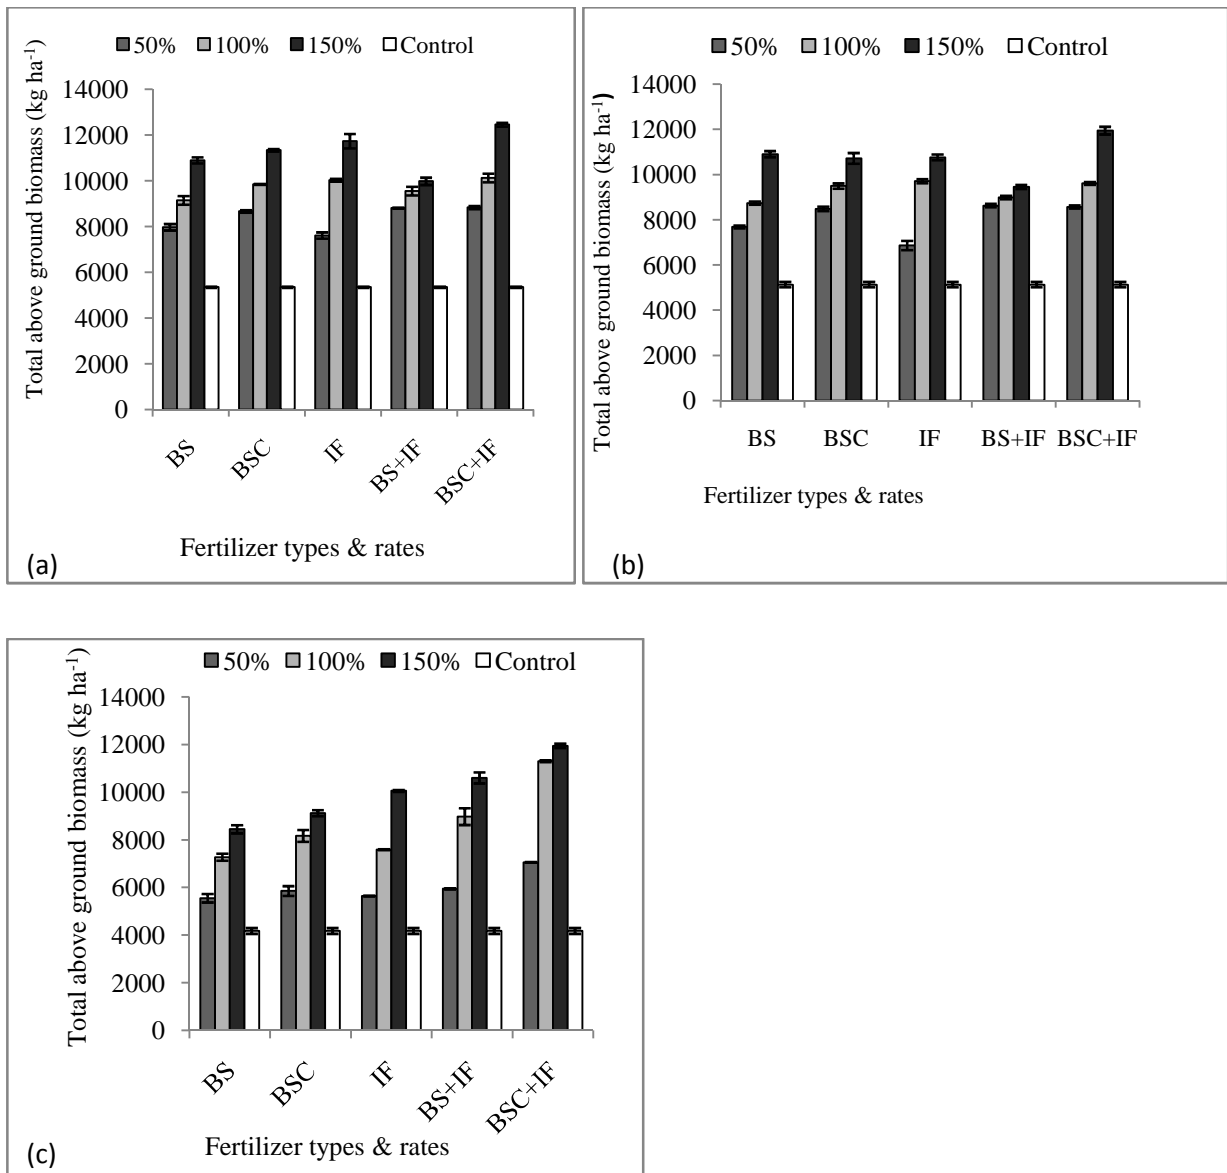 50% 100% 150% Control
Total above ground biomass (kg ha-1)
14000
12000
10000
8000
6000
4000
2000
0
BS BSC IF BS+IF BSC+IF
Fertilizer types & rates
(a)
50% 100% 150% Control
Total above ground biomass (kg ha-1)
14000
12000
10000
8000
6000
4000
2000
0
BS BSC IF BS+IF BSC+IF
Fertilizer types & rates
(b)
50% 100% 150% Control
Total above ground biomass (kg ha-1)
14000
12000
10000
8000
6000
4000
2000
0
BS BSC IF BS+IF BSC+IF
Fertilizer types & rates
(c)